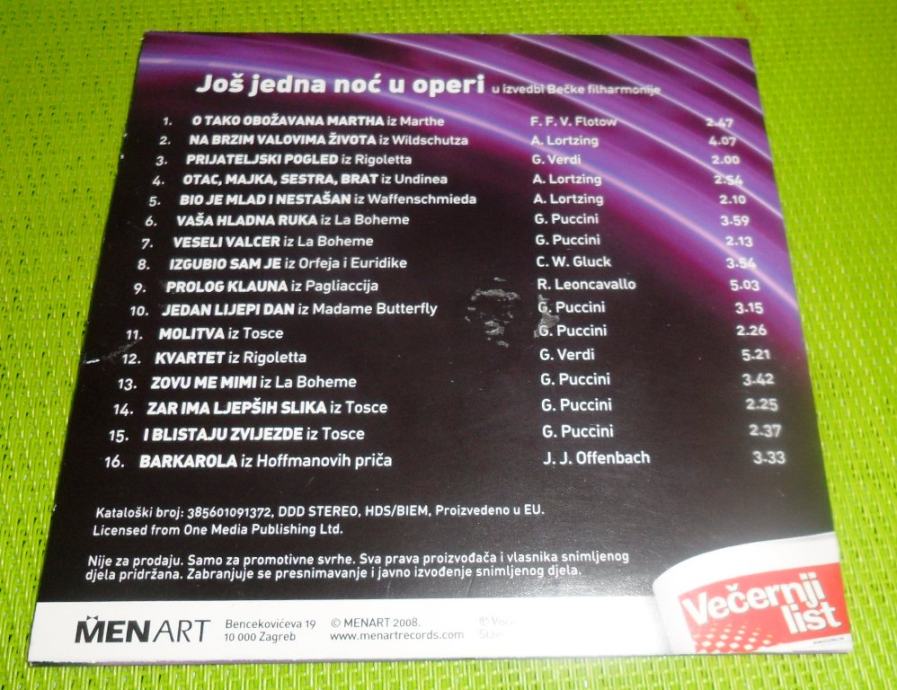 Još jedna noć u operi u izvedbi Bečke filharmonije
1. O TAKO OBOŽAVANA MARTHA iz Marthe F. F. V. Flotow 2.47
2. NA BRZIM VALOVIMA ŽIVOTA iz Wildschutza A. Lortzing 4.07
3. PRIJATELJSKI POGLED iz Rigoletta G. Verdi 2.00
4. OTAC, MAJKA, SESTRA, BRAT iz Undinea A. Lortzing 2.54
5. BIO JE MLAD I NESTAŠAN iz Waffenschmieda A. Lortzing 2.10
6. VAŠA HLADNA RUKA iz La Boheme G. Puccini 3.59
7. VESELI VALCER iz La Boheme G. Puccini 2.13
8. IZGUBIO SAM JE iz Orfeja i Euridike C. W. Gluck 3.54
9. PROLOG KLAUNA iz Pagliaccija R. Leoncavallo 5.03
10. JEDAN LIJEPI DAN iz Madame Butterfly G. Puccini 3.15
11. MOLITVA iz Tosce G. Puccini 2.26
12. KVARTET iz Rigoletta G. Verdi 5.21
13. ZOVU ME MIMI iz La Boheme G. Puccini 3.42
14. ZAR IMA LJEPŠIH SLIKA iz Tosce G. Puccini 2.25
15. I BLISTAJU ZVIJEZDE iz Tosce G. Puccini 2.37
16. BARKAROLA iz Hoffmanovih priča J. J. Offenbach 3.33
Kataloški broj: 385601091372, DDD STEREO, HDS/BIEM, Proizvedeno u EU.
Licensed from One Media Publishing Ltd.
Nije za prodaju. Samo za promotivne svrhe. Sva prava proizvođača i vlasnika snimljenog
djela pridržana. Zabranjuje se presnimavanje i javno izvođenje snimljenog djela.
Večernji
list
MENART
Bencekovićeva 19 © MENART 2008.
10 000 Zagreb www.menartrecords.com